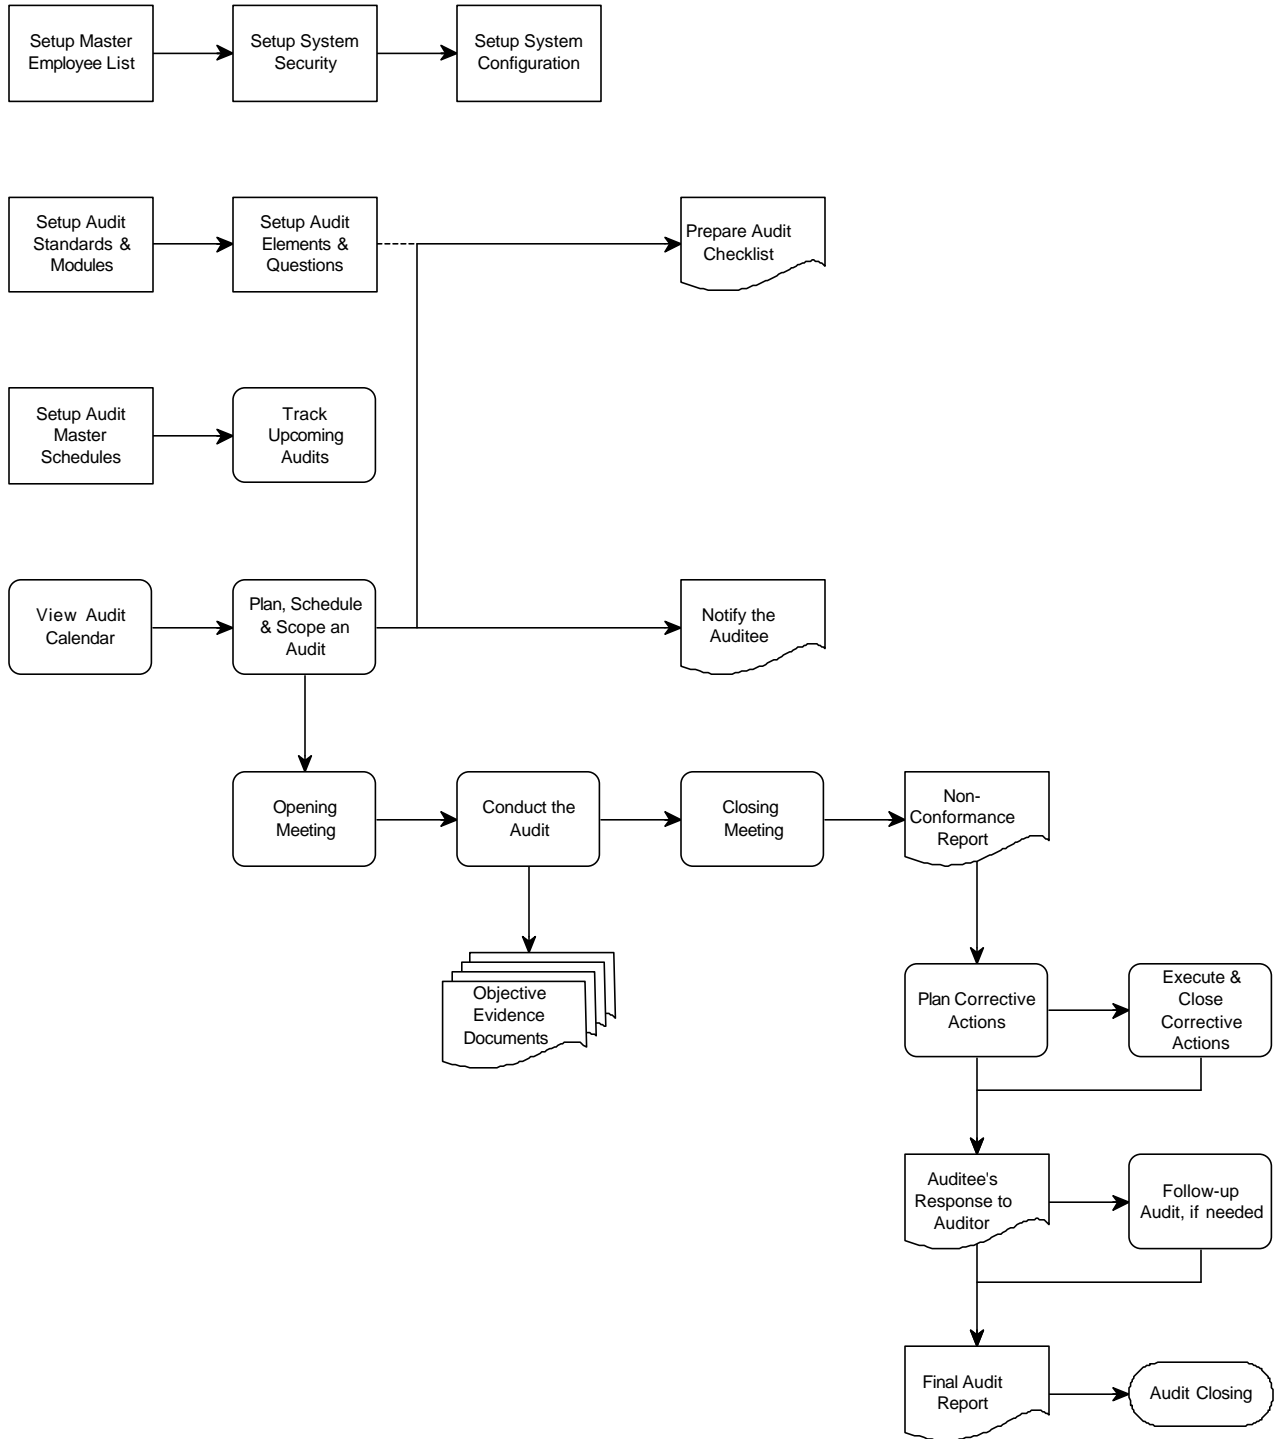 Setup Master
Employee List
Setup System
Security
Setup System
Configuration
Setup Audit
Standards &
Modules
Setup Audit
Elements &
Questions
Prepare Audit
Checklist
Setup Audit
Master
Schedules
Track
Upcoming
Audits
View Audit
Calendar
Plan, Schedule
& Scope an
Audit
Notify the
Auditee
Opening
Meeting
Conduct the
Audit
Closing
Meeting
Non-
Conformance
Report
Objective
Evidence
Documents
Plan Corrective
Actions
Execute &
Close
Corrective
Actions
Auditee's
Response to
Auditor
Follow-up
Audit, if needed
Final Audit
Report
Audit Closing